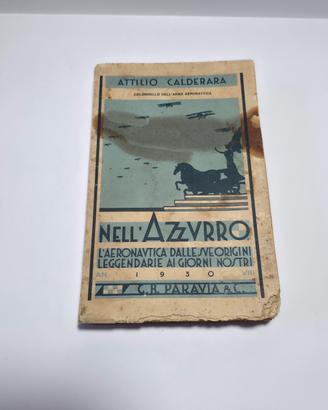 ATTILIO CALDERARA
COLONNELLO DELL'ARMA AERONAUTICA
NELL'AZZVRRO
L'AERONAVTICA DALLE SVE ORIGINI
LEGGENDARIE AI GIORNI NOSTRI
AN. 1930 VIII
G. B. PARAVIA & C.